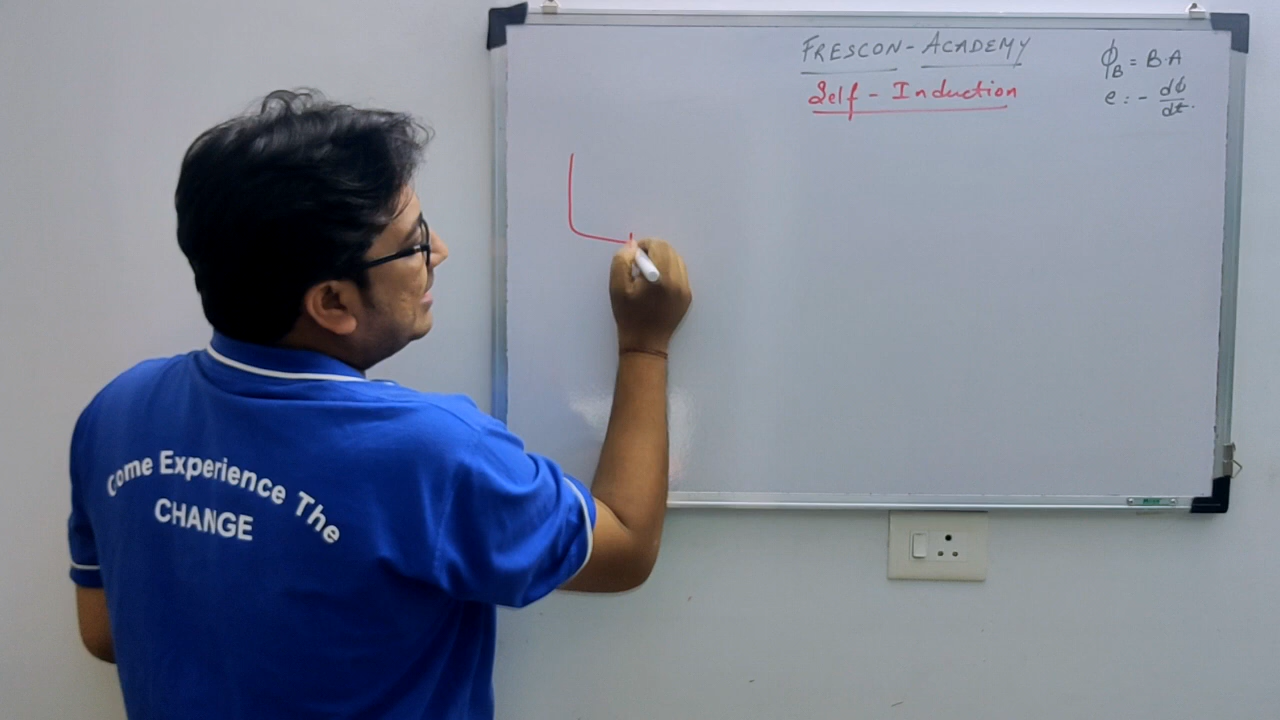 FRESCON - ACADEMY
Self - Induction
ϕB = B·A
e = - dϕ/dt.
Come Experience The
CHANGE